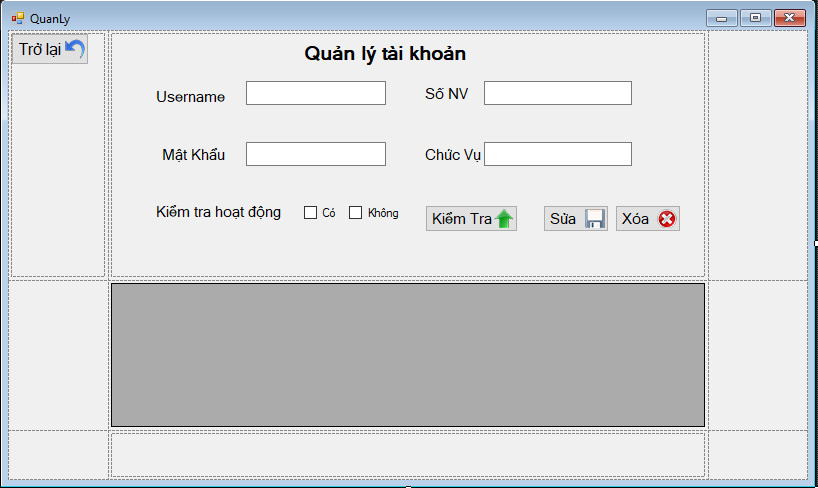 QuanLy
Trở lại
Quản lý tài khoản
Username
Số NV
Mật Khẩu
Chức Vụ
Kiểm tra hoạt động
Có
Không
Kiểm Tra
Sửa
Xóa